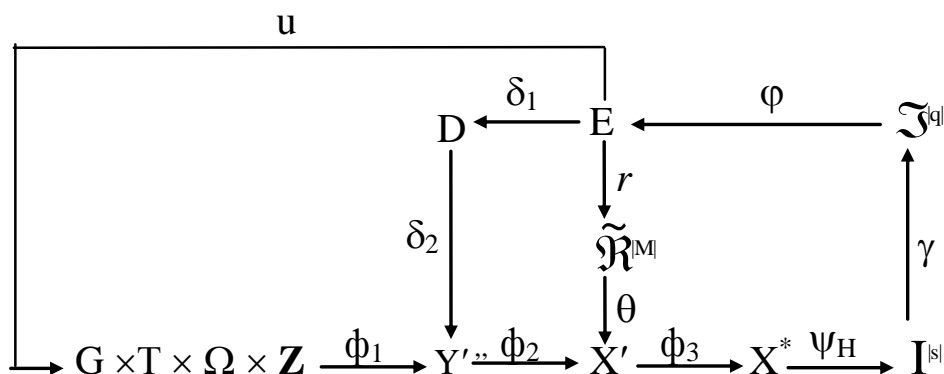 u
D δ₁ E φ 𝔍|q|
δ₂ r
ℜ̃|M| γ
θ
G ×T × Ω × Z ϕ₁ Y′ ” ϕ₂ X′ ϕ₃ X* ψH I|s|